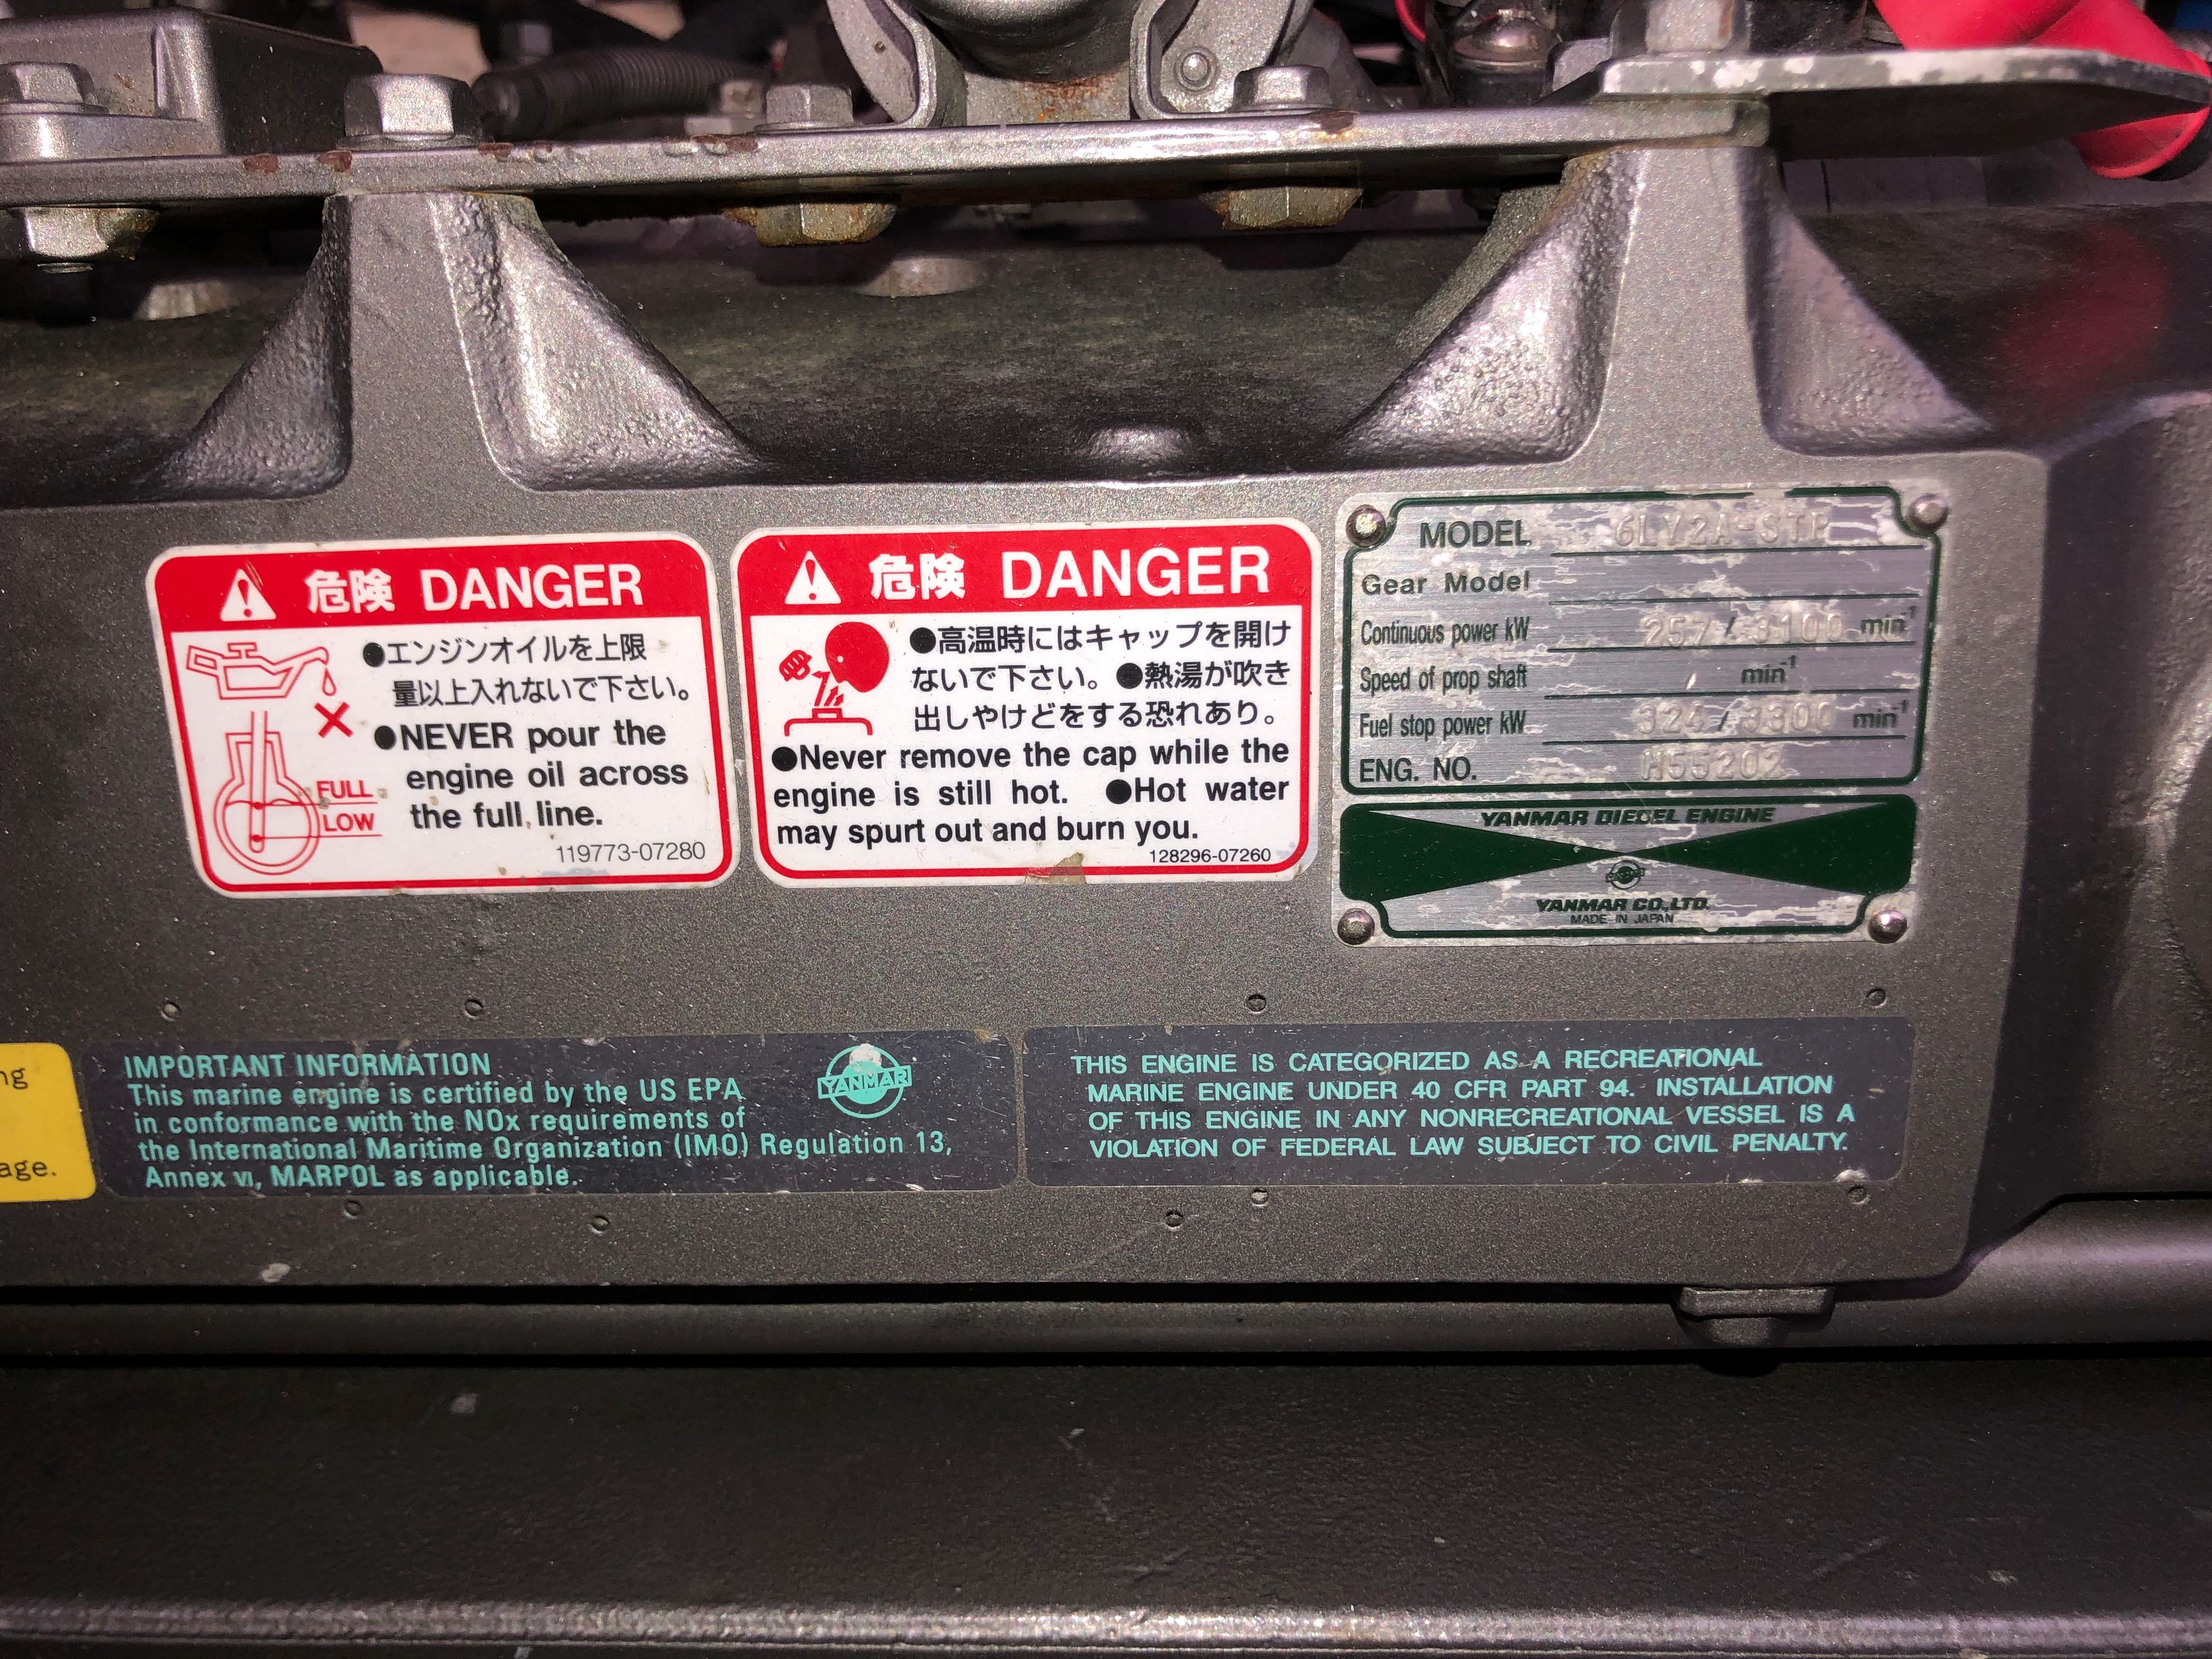 危険 DANGER
●エンジンオイルを上限
量以上入れないで下さい。
●NEVER pour the
engine oil across
the full line.
FULL
LOW
119773-07280
危険 DANGER
●高温時にはキャップを開け
ないで下さい。●熱湯が吹き
出しやけどをする恐れあり。
●Never remove the cap while the
engine is still hot. ●Hot water
may spurt out and burn you.
128296-07260
MODEL 6LY2A-STP
Gear Model
Continuous power kW 257 / 3100 min-1
Speed of prop shaft min-1
Fuel stop power kW 324 / 3300 min-1
ENG. NO. H55202
YANMAR DIESEL ENGINE
YANMAR CO.,LTD.
MADE IN JAPAN
ng
age.
IMPORTANT INFORMATION
This marine engine is certified by the US EPA
in conformance with the NOx requirements of
the International Maritime Organization (IMO) Regulation 13,
Annex VI, MARPOL as applicable.
YANMAR
THIS ENGINE IS CATEGORIZED AS A RECREATIONAL
MARINE ENGINE UNDER 40 CFR PART 94. INSTALLATION
OF THIS ENGINE IN ANY NONRECREATIONAL VESSEL IS A
VIOLATION OF FEDERAL LAW SUBJECT TO CIVIL PENALTY.